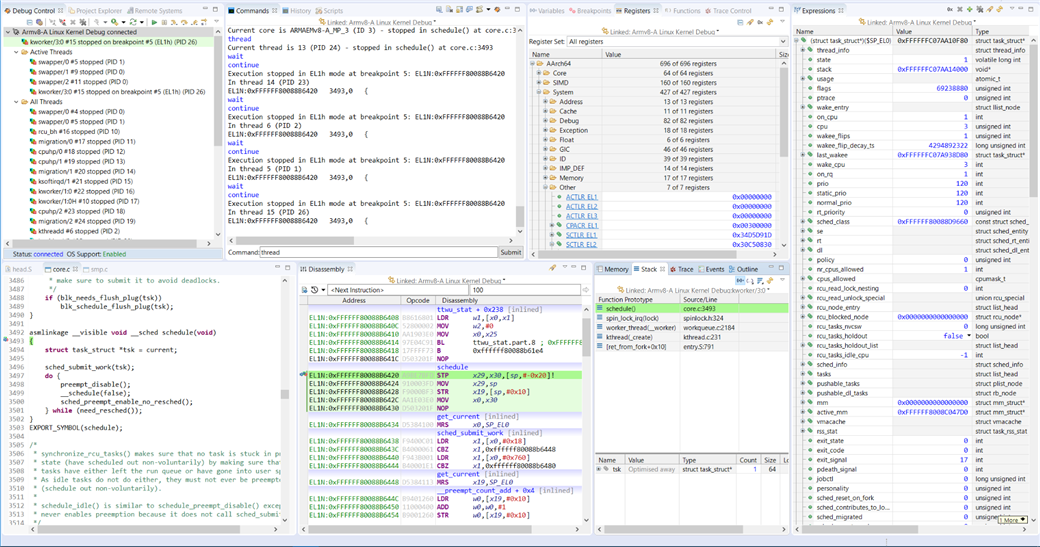 Debug Control
Project Explorer
Remote Systems
Armv8-A Linux Kernel Debug connected
kworker/3:0 #15 stopped on breakpoint #5 (EL1h) (PID 26)
Active Threads
swapper/0 #5 stopped (PID 1)
swapper/1 #9 stopped (PID 0)
swapper/2 #11 stopped (PID 0)
kworker/3:0 #15 stopped on breakpoint #5 (EL1h) (PID 26)
All Threads
swapper/0 #4 stopped (PID 0)
swapper/0 #5 stopped (PID 1)
rcu_bh #16 stopped (PID 10)
migration/0 #17 stopped (PID 11)
cpuhp/0 #18 stopped (PID 12)
cpuhp/1 #19 stopped (PID 13)
migration/1 #20 stopped (PID 14)
ksoftirqd/1 #21 stopped (PID 15)
kworker/1:0 #22 stopped (PID 16)
kworker/1:0H #10 stopped (PID 17)
cpuhp/2 #23 stopped (PID 18)
migration/2 #24 stopped (PID 19)
kthreadd #6 stopped (PID 2)
Status: connected OS Support: Enabled
Commands
History
Scripts
Linked: Armv8-A Linux Kernel Debug
Current core is ARMAEMv8-A_MP_3 (ID 3) - stopped in schedule() at core.c:3
thread
Current thread is 13 (PID 24) - stopped in schedule() at core.c:3493
wait
continue
Execution stopped in EL1h mode at breakpoint 5: EL1N:0xFFFFFF80088B6420
In thread 14 (PID 23)
EL1N:0xFFFFFF80088B6420 3493,0 {
wait
continue
Execution stopped in EL1h mode at breakpoint 5: EL1N:0xFFFFFF80088B6420
In thread 6 (PID 2)
EL1N:0xFFFFFF80088B6420 3493,0 {
wait
continue
Execution stopped in EL1h mode at breakpoint 5: EL1N:0xFFFFFF80088B6420
In thread 5 (PID 1)
EL1N:0xFFFFFF80088B6420 3493,0 {
wait
continue
Execution stopped in EL1h mode at breakpoint 5: EL1N:0xFFFFFF80088B6420
In thread 15 (PID 26)
EL1N:0xFFFFFF80088B6420 3493,0 {
Command: thread
Submit
Variables
Breakpoints
Registers
Functions
Trace Control
Linked: Armv8-A Linux Kernel Debug
Register Set: All registers
Name Value Size
AArch64 696 of 696 registers
Core 64 of 64 registers
SIMD 160 of 160 registers
System 427 of 427 registers
Address 13 of 13 registers
Cache 11 of 11 registers
Debug 82 of 82 registers
Exception 18 of 18 registers
Float 6 of 6 registers
GIC 46 of 46 registers
ID 39 of 39 registers
IMP_DEF 14 of 14 registers
Memory 17 of 17 registers
Other 7 of 7 registers
ACTLR_EL1 0x00000000
ACTLR_EL2 0x00000000
ACTLR_EL3 0x00000000
CPACR_EL1 0x00300000
SCTLR_EL1 0x34D5D91D
SCTLR_EL2 0x30C50830
Expressions
Name Value Type
(struct task_struct*)($SP_EL0) 0xFFFFFFC07AA10F80 struct task_struct*
thread_info struct thread_info
state 1 volatile long int
stack 0xFFFFFFC07AA14000 void*
usage atomic_t
flags 69238880 unsigned int
ptrace 0 unsigned int
wake_entry struct llist_node
on_cpu 1 int
cpu 3 unsigned int
wakee_flips 1 unsigned int
wakee_flip_decay_ts 4294892322 long unsigned int
last_wakee 0xFFFFFFC07A938D80 struct task_struct*
wake_cpu 3 int
on_rq 1 int
prio 120 int
static_prio 120 int
normal_prio 120 int
rt_priority 0 unsigned int
sched_class 0xFFFFFF80088D9660 const struct sched_
se struct sched_entity
rt struct sched_rt_enti
dl struct sched_dl_enti
policy 0 unsigned int
nr_cpus_allowed 1 int
cpus_allowed cpumask_t
rcu_read_lock_nesting 0 int
rcu_read_unlock_special union rcu_special
rcu_node_entry struct list_head
rcu_blocked_node 0x0000000000000000 struct rcu_node*
rcu_tasks_nvcsw 0 long unsigned int
rcu_tasks_holdout false bool
rcu_tasks_holdout_list struct list_head
rcu_tasks_idle_cpu -1 int
sched_info struct sched_info
tasks struct list_head
pushable_tasks struct plist_node
pushable_dl_tasks struct rb_node
mm 0x0000000000000000 struct mm_struct*
active_mm 0xFFFFFF8008C047D0 struct mm_struct*
vmacache struct vmacache
rss_stat struct task_rss_stat
exit_state 0 int
exit_code 0 int
exit_signal 17 int
pdeath_signal 0 int
jobctl 0 long unsigned int
personality 0 unsigned int
sched_reset_on_fork 0 unsigned int
sched_contributes_to_lo... 0 unsigned int
sched_migrated 0 unsigned int
1 More
head.S
core.c
smp.c
3486 * make sure to submit it to avoid deadlocks.
3487 */
3488 if (blk_needs_flush_plug(tsk))
3489 blk_schedule_flush_plug(tsk);
3490 }
3491
3492 asmlinkage __visible void __sched schedule(void)
3493 {
3494 struct task_struct *tsk = current;
3495
3496 sched_submit_work(tsk);
3497 do {
3498 preempt_disable();
3499 __schedule(false);
3500 sched_preempt_enable_no_resched();
3501 } while (need_resched());
3502 }
3503 EXPORT_SYMBOL(schedule);
3504
3505 /*
3506 * synchronize_rcu_tasks() makes sure that no task is stuck in p
3507 * state (have scheduled out non-voluntarily) by making sure that
3508 * tasks have either left the run queue or have gone into user sp
3509 * As idle tasks do not do either, they must not ever be preempte
3510 * (schedule out non-voluntarily).
3511 *
3512 * schedule_idle() is similar to schedule_preempt_disable() excep
3513 * never enables preemption because it does not call sched_submit
3514 */
Disassembly
Linked: Armv8-A Linux Kernel Debug
<Next Instruction>
100
Address Opcode Disassembly
ttwu_stat + 0x238 [inlined]
EL1N:0xFFFFFF80088B6408 LDR x1,[x0,x1]
EL1N:0xFFFFFF80088B640C 52800002 MOV w2,#0
EL1N:0xFFFFFF80088B6410 AA1903E0 MOV x0,x25
EL1N:0xFFFFFF80088B6414 BL ttwu_stat.part.8
EL1N:0xFFFFFF80088B6418 17FFFF73 B 0xffffff80088b61e4
EL1N:0xFFFFFF80088B641C D503201F NOP
schedule
EL1N:0xFFFFFF80088B6420 STP x29,x30,[sp,#-0x20]!
EL1N:0xFFFFFF80088B6424 910003FD MOV x29,sp
EL1N:0xFFFFFF80088B6428 F9000BF3 STR x19,[sp,#0x10]
EL1N:0xFFFFFF80088B642C AA1E03E0 MOV x0,x30
EL1N:0xFFFFFF80088B6430 D503201F NOP
get_current [inlined]
EL1N:0xFFFFFF80088B6434 D5384100 MRS x0,SP_EL0
sched_submit_work [inlined]
EL1N:0xFFFFFF80088B6438 F9400C01 LDR x1,[x0,#0x18]
EL1N:0xFFFFFF80088B643C CBZ x1,0xffffff80088b6448
EL1N:0xFFFFFF80088B6440 LDR x1,[x0,#0x760]
EL1N:0xFFFFFF80088B6444 CBZ x1,0xffffff80088b6480
get_current [inlined]
EL1N:0xFFFFFF80088B6448 D5384113 MRS x19,SP_EL0
__preempt_count_add + 0x4 [inlined]
EL1N:0xFFFFFF80088B644C B9401260 LDR w0,[x19,#0x10]
EL1N:0xFFFFFF80088B6450 11000400 ADD w0,w0,#1
EL1N:0xFFFFFF80088B6454 B9001260 STR w0,[x19,#0x10]
Memory
Stack
Trace
Events
Outline
Linked: Armv8-A Linux Kernel Debug:kworker/3:0
Function Prototype Source/Line
schedule() core.c:3493
spin_lock_irq(lock) spinlock.h:324
worker_thread(__worker) workqueue.c:2184
kthread(_create) kthread.c:231
[ret_from_fork+0x10] entry.S:791
Name Value Type Count Size Lo
tsk Optimised away struct task_struct* 1 64